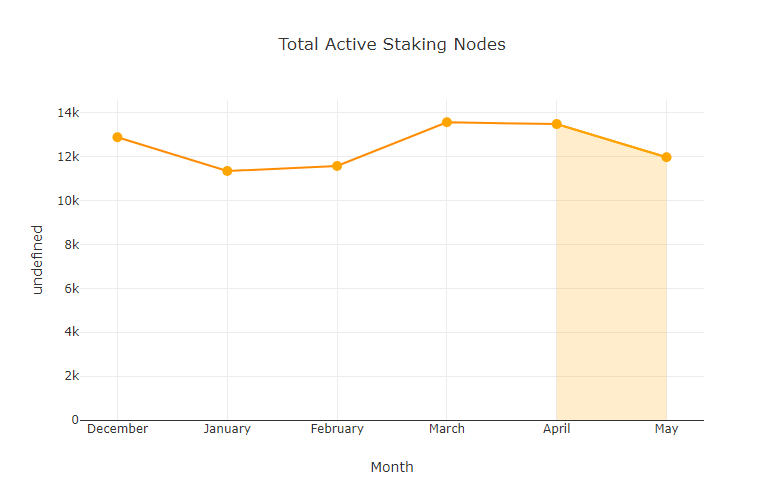 Total Active Staking Nodes
undefined
14k
12k
10k
8k
6k
4k
2k
0
December January February March April May
Month